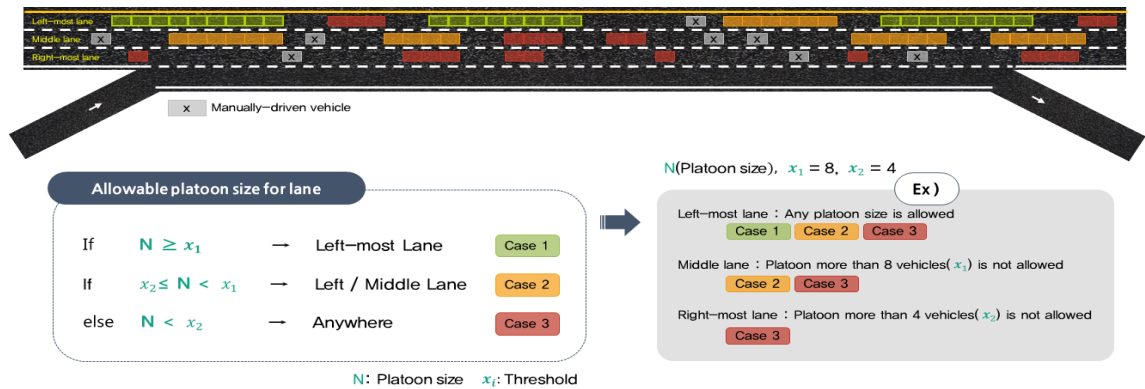 Left-most lane
x
Middle lane
x
x
x
x
Right-most lane
x
x
x
x Manually-driven vehicle
N(Platoon size), x₁ = 8, x₂ = 4
Allowable platoon size for lane
Ex )
Left-most lane : Any platoon size is allowed
Case 1 Case 2 Case 3
If N ≥ x₁ → Left-most Lane Case 1
Middle lane : Platoon more than 8 vehicles( x₁ ) is not allowed
If x₂ ≤ N < x₁ → Left / Middle Lane Case 2
Case 2 Case 3
else N < x₂ → Anywhere Case 3
Right-most lane : Platoon more than 4 vehicles( x₂ ) is not allowed
Case 3
N: Platoon size xᵢ: Threshold